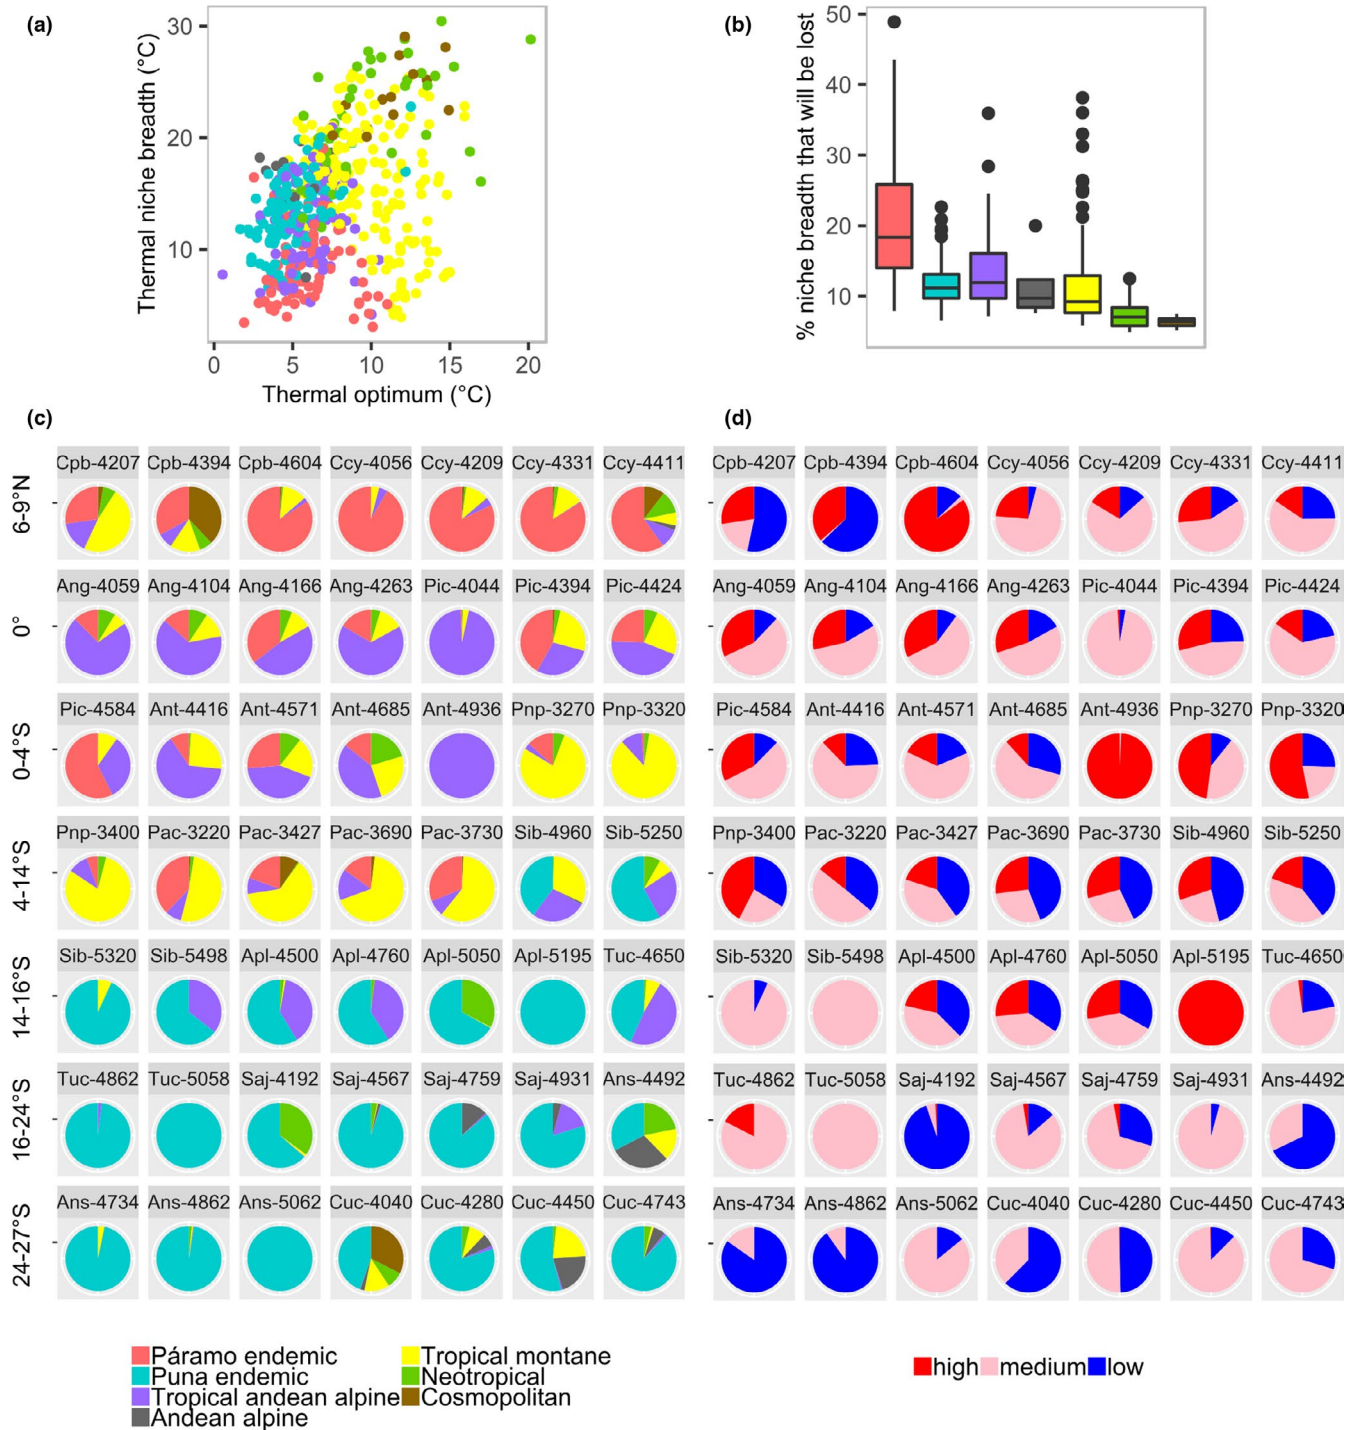 (a)
Thermal niche breadth (°C)
30
20
10
0 5 10 15 20
Thermal optimum (°C)
(b)
% niche breadth that will be lost
50
40
30
20
10
(c)
6-9°N
Cpb-4207 Cpb-4394 Cpb-4604 Ccy-4056 Ccy-4209 Ccy-4331 Ccy-4411
0°
Ang-4059 Ang-4104 Ang-4166 Ang-4263 Pic-4044 Pic-4394 Pic-4424
0-4°S
Pic-4584 Ant-4416 Ant-4571 Ant-4685 Ant-4936 Pnp-3270 Pnp-3320
4-14°S
Pnp-3400 Pac-3220 Pac-3427 Pac-3690 Pac-3730 Sib-4960 Sib-5250
14-16°S
Sib-5320 Sib-5498 Apl-4500 Apl-4760 Apl-5050 Apl-5195 Tuc-4650
16-24°S
Tuc-4862 Tuc-5058 Saj-4192 Saj-4567 Saj-4759 Saj-4931 Ans-4492
24-27°S
Ans-4734 Ans-4862 Ans-5062 Cuc-4040 Cuc-4280 Cuc-4450 Cuc-4743
Páramo endemic
Puna endemic
Tropical andean alpine
Andean alpine
Tropical montane
Neotropical
Cosmopolitan
(d)
Cpb-4207 Cpb-4394 Cpb-4604 Ccy-4056 Ccy-4209 Ccy-4331 Ccy-4411
Ang-4059 Ang-4104 Ang-4166 Ang-4263 Pic-4044 Pic-4394 Pic-4424
Pic-4584 Ant-4416 Ant-4571 Ant-4685 Ant-4936 Pnp-3270 Pnp-3320
Pnp-3400 Pac-3220 Pac-3427 Pac-3690 Pac-3730 Sib-4960 Sib-5250
Sib-5320 Sib-5498 Apl-4500 Apl-4760 Apl-5050 Apl-5195 Tuc-4650
Tuc-4862 Tuc-5058 Saj-4192 Saj-4567 Saj-4759 Saj-4931 Ans-4492
Ans-4734 Ans-4862 Ans-5062 Cuc-4040 Cuc-4280 Cuc-4450 Cuc-4743
high medium low